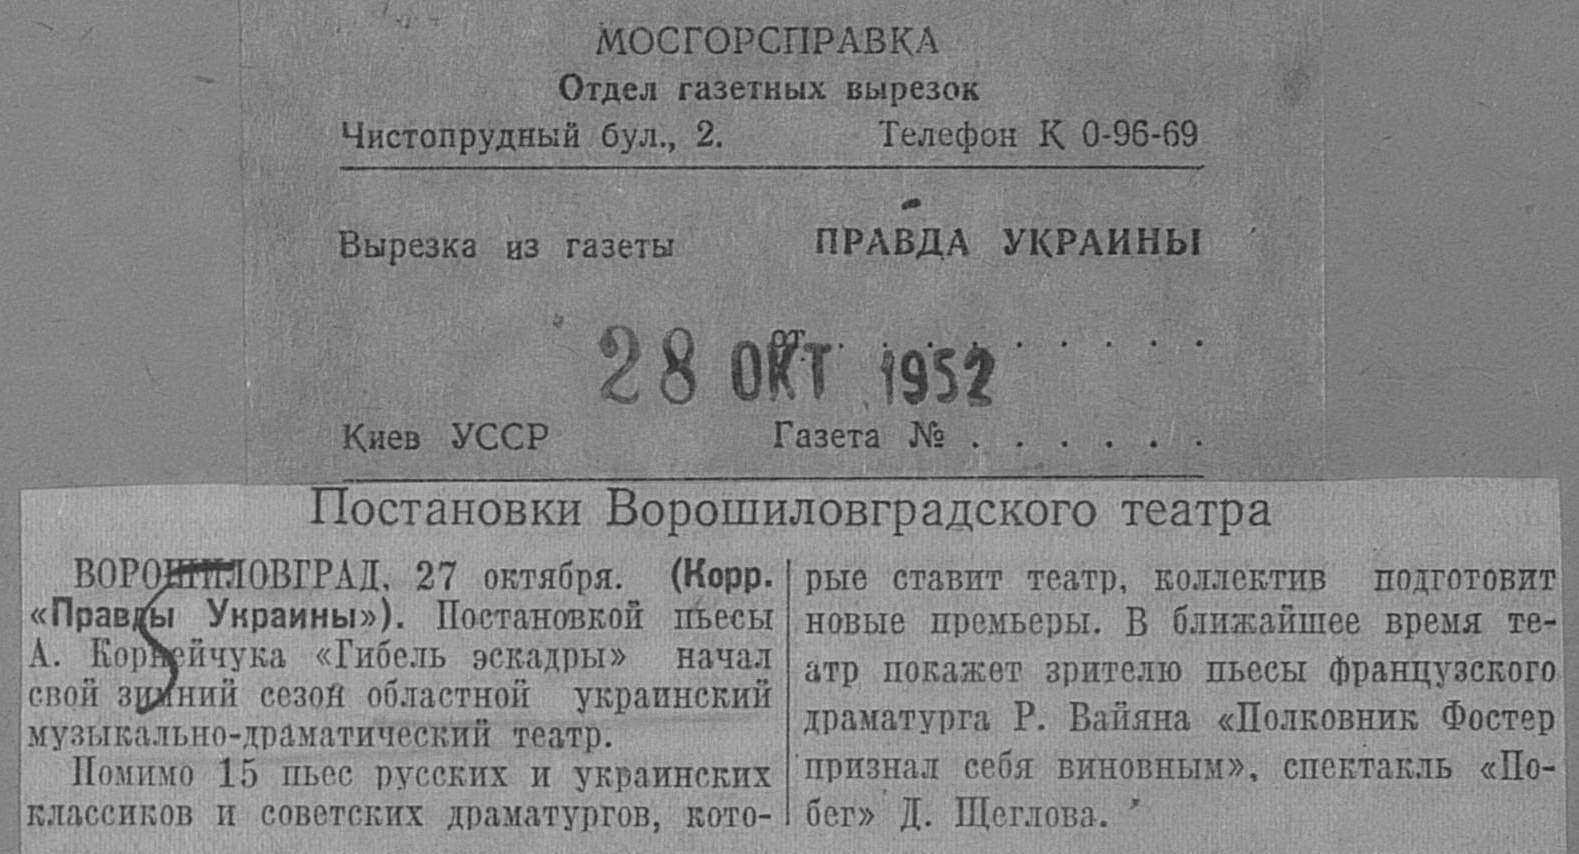 МОСГОРСПРАВКА
Отдел газетных вырезок
Чистопрудный бул., 2. Телефон К 0-96-69
Вырезка из газеты ПРАВДА УКРАИНЫ
от . . . . . . . . .
28 ОКТ 1952
Киев УССР Газета № . . . . . .
Постановки Ворошиловградского театра
ВОРОШИЛОВГРАД, 27 октября. (Корр.
«Правды Украины»). Постановкой пьесы
А. Корнейчука «Гибель эскадры» начал
свой зимний сезон областной украинский
музыкально-драматический театр.
Помимо 15 пьес русских и украинских
классиков и советских драматургов, кото-
рые ставит театр, коллектив подготовит
новые премьеры. В ближайшее время те-
атр покажет зрителю пьесы французского
драматурга Р. Вайяна «Полковник Фостер
признал себя виновным», спектакль «По-
бег» Д. Щеглова.